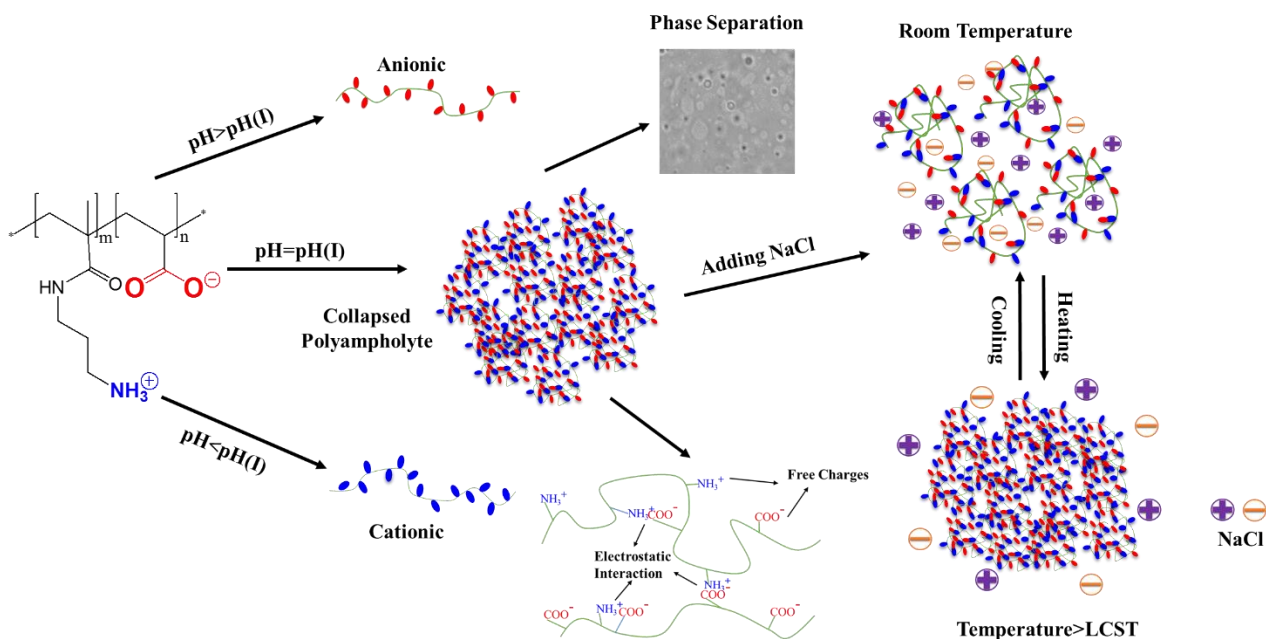 Phase Separation
Room Temperature
Anionic
pH>pH(I)
*
m
n
*
O
O
⊖
HN
NH₃
⊕
pH=pH(I)
Collapsed
Polyampholyte
Adding NaCl
Cooling
Heating
pH<pH(I)
Cationic
Free Charges
NH₃⁺
NH₃⁺
NH₃⁺
COO⁻
COO⁻
Electrostatic
Interaction
NH₃⁺
COO⁻
COO⁻
NH₃⁺
COO⁻
COO⁻
NaCl
Temperature>LCST